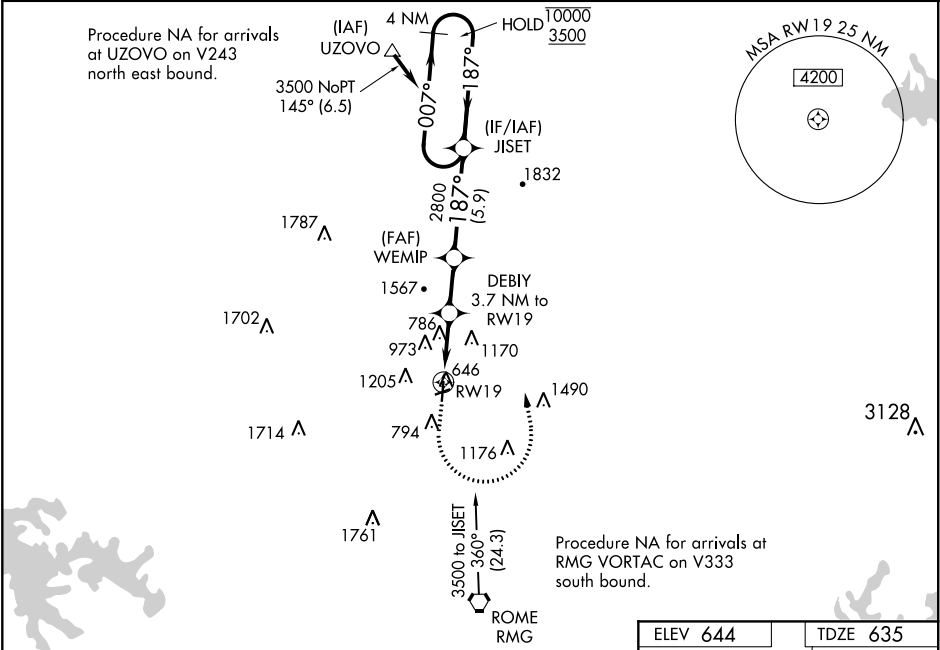 Procedure NA for arrivals
at UZOVO on V243
north east bound.
(IAF)
UZOVO
4 NM
HOLD
10000
3500
3500 NoPT
145° (6.5)
007°
187°
(IF/IAF)
JISET
MSA RW19 25 NM
4200
1832
2800
187°
(5.9)
1787
(FAF)
WEMIP
1567
DEBIY
3.7 NM to
RW19
1702
786
973
1170
1205
646
RW19
1490
1714
794
1176
3128
1761
3500 to JISET
360°
(24.3)
Procedure NA for arrivals at
RMG VORTAC on V333
south bound.
ROME
RMG
ELEV 644
TDZE 635